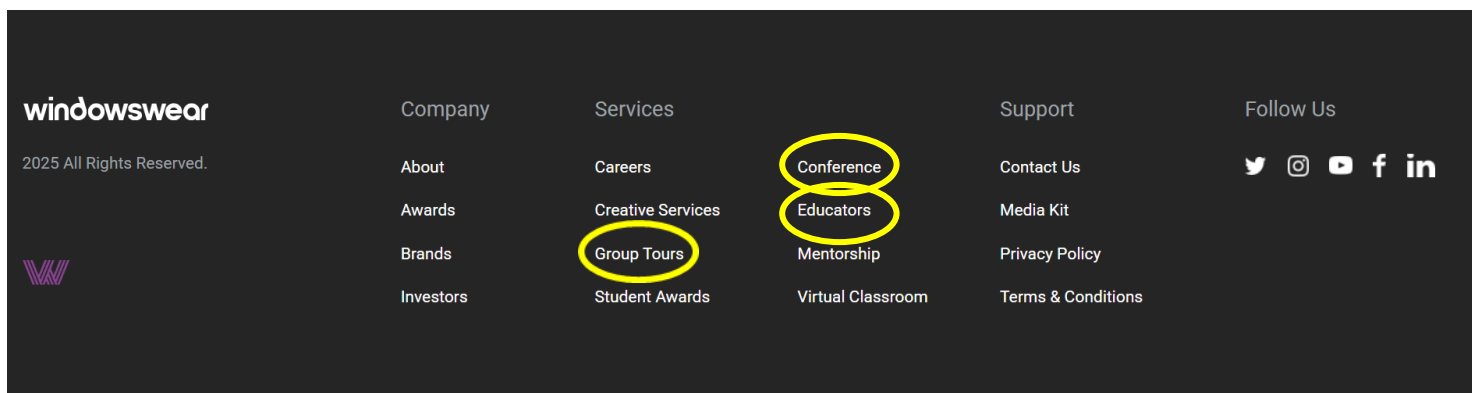 windowswear
2025 All Rights Reserved.
Company
About
Awards
Brands
Investors
Services
Careers
Creative Services
Group Tours
Student Awards
Conference
Educators
Mentorship
Virtual Classroom
Support
Contact Us
Media Kit
Privacy Policy
Terms & Conditions
Follow Us